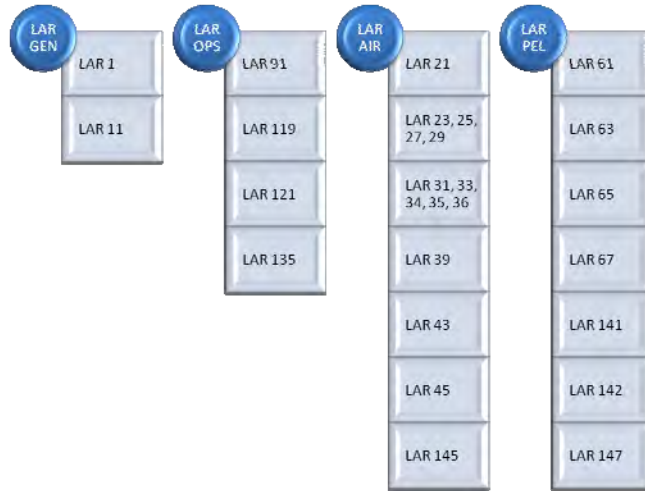 LAR
GEN
LAR 1
LAR 11
LAR
OPS
LAR 91
LAR 119
LAR 121
LAR 135
LAR
AIR
LAR 21
LAR 23, 25,
27, 29
LAR 31, 33,
34, 35, 36
LAR 39
LAR 43
LAR 45
LAR 145
LAR
PEL
LAR 61
LAR 63
LAR 65
LAR 67
LAR 141
LAR 142
LAR 147